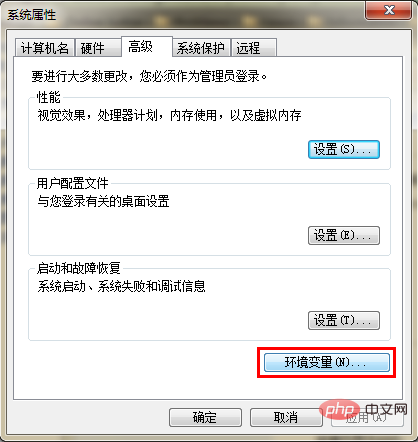 系统属性
计算机名 硬件 高级 系统保护 远程
要进行大多数更改，您必须作为管理员登录。
性能
视觉效果，处理器计划，内存使用，以及虚拟内存
设置(S)...
用户配置文件
与您登录有关的桌面设置
设置(E)...
启动和故障恢复
系统启动、系统失败和调试信息
设置(T)...
环境变量(N)...
确定 取消 应用(A)
php 中文网